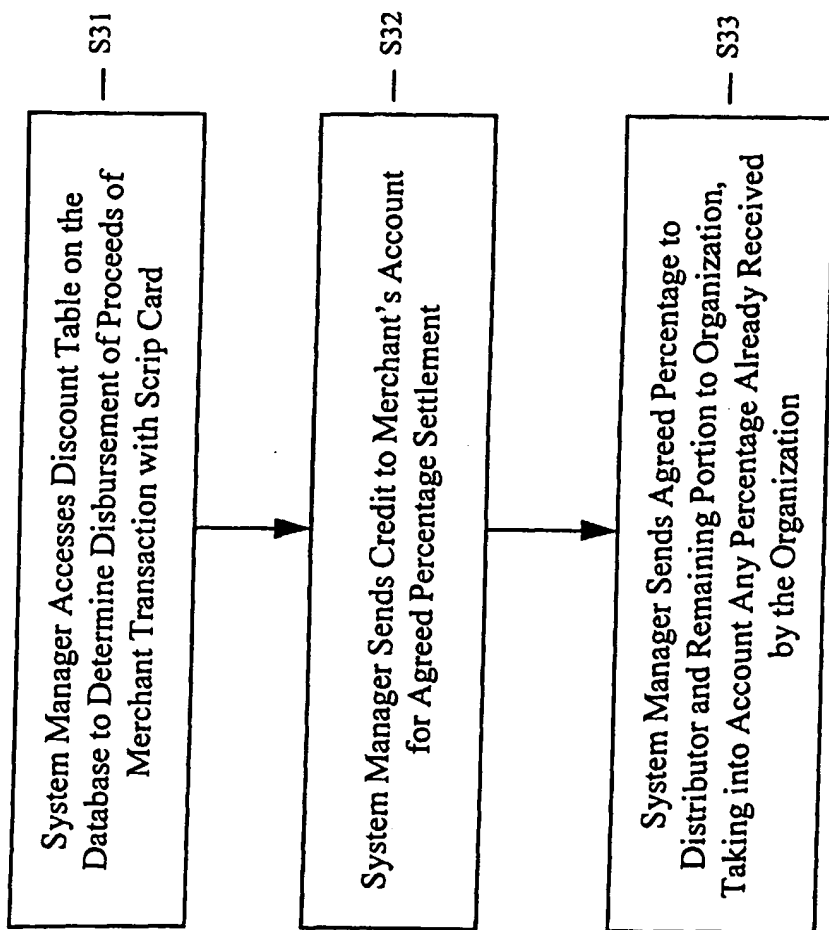 System Manager Accesses Discount Table on the
Database to Determine Disbursement of Proceeds of
Merchant Transaction with Scrip Card
— S31
System Manager Sends Credit to Merchant's Account
for Agreed Percentage Settlement
— S32
System Manager Sends Agreed Percentage to
Distributor and Remaining Portion to Organization,
Taking into Account Any Percentage Already Received
by the Organization
— S33